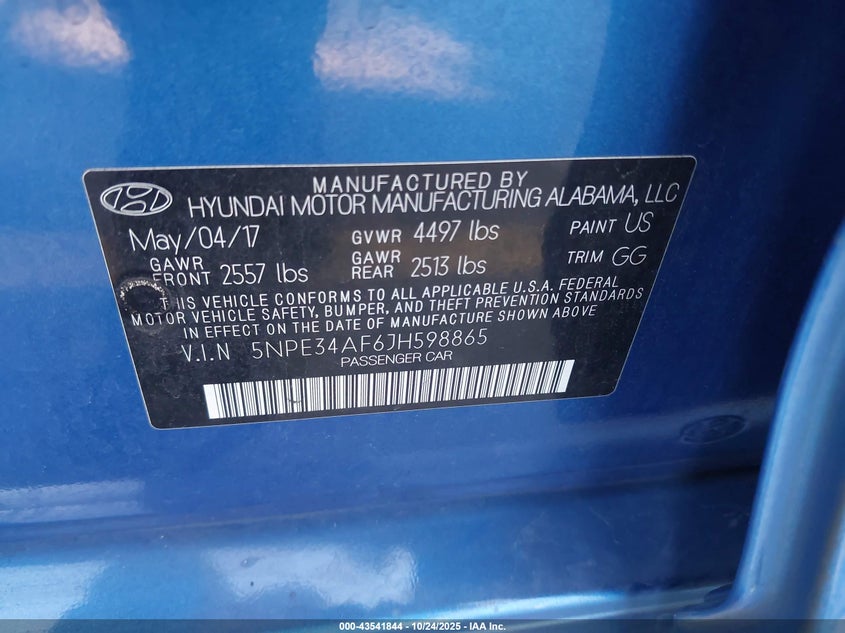 MANUFACTURED BY
HYUNDAI MOTOR MANUFACTURING ALABAMA, LLC
May/04/17 GVWR 4497 lbs PAINT US
GAWR FRONT 2557 lbs GAWR REAR 2513 lbs TRIM GG
THIS VEHICLE CONFORMS TO ALL APPLICABLE U.S.A. FEDERAL
MOTOR VEHICLE SAFETY, BUMPER, AND THEFT PREVENTION STANDARDS
IN EFFECT ON THE DATE OF MANUFACTURE SHOWN ABOVE
V.I.N 5NPE34AF6JH598865
PASSENGER CAR
000-43541844 - 10/24/2025 - IAA Inc.